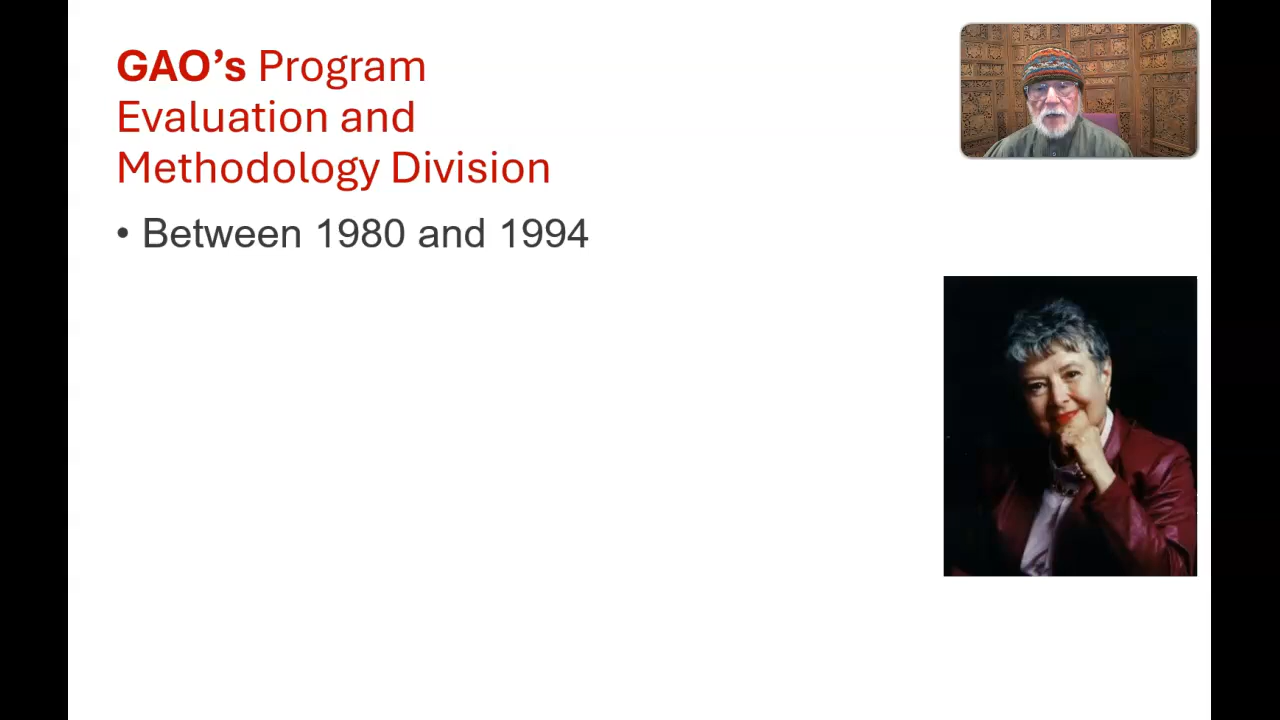 GAO’s Program
Evaluation and
Methodology Division
• Between 1980 and 1994